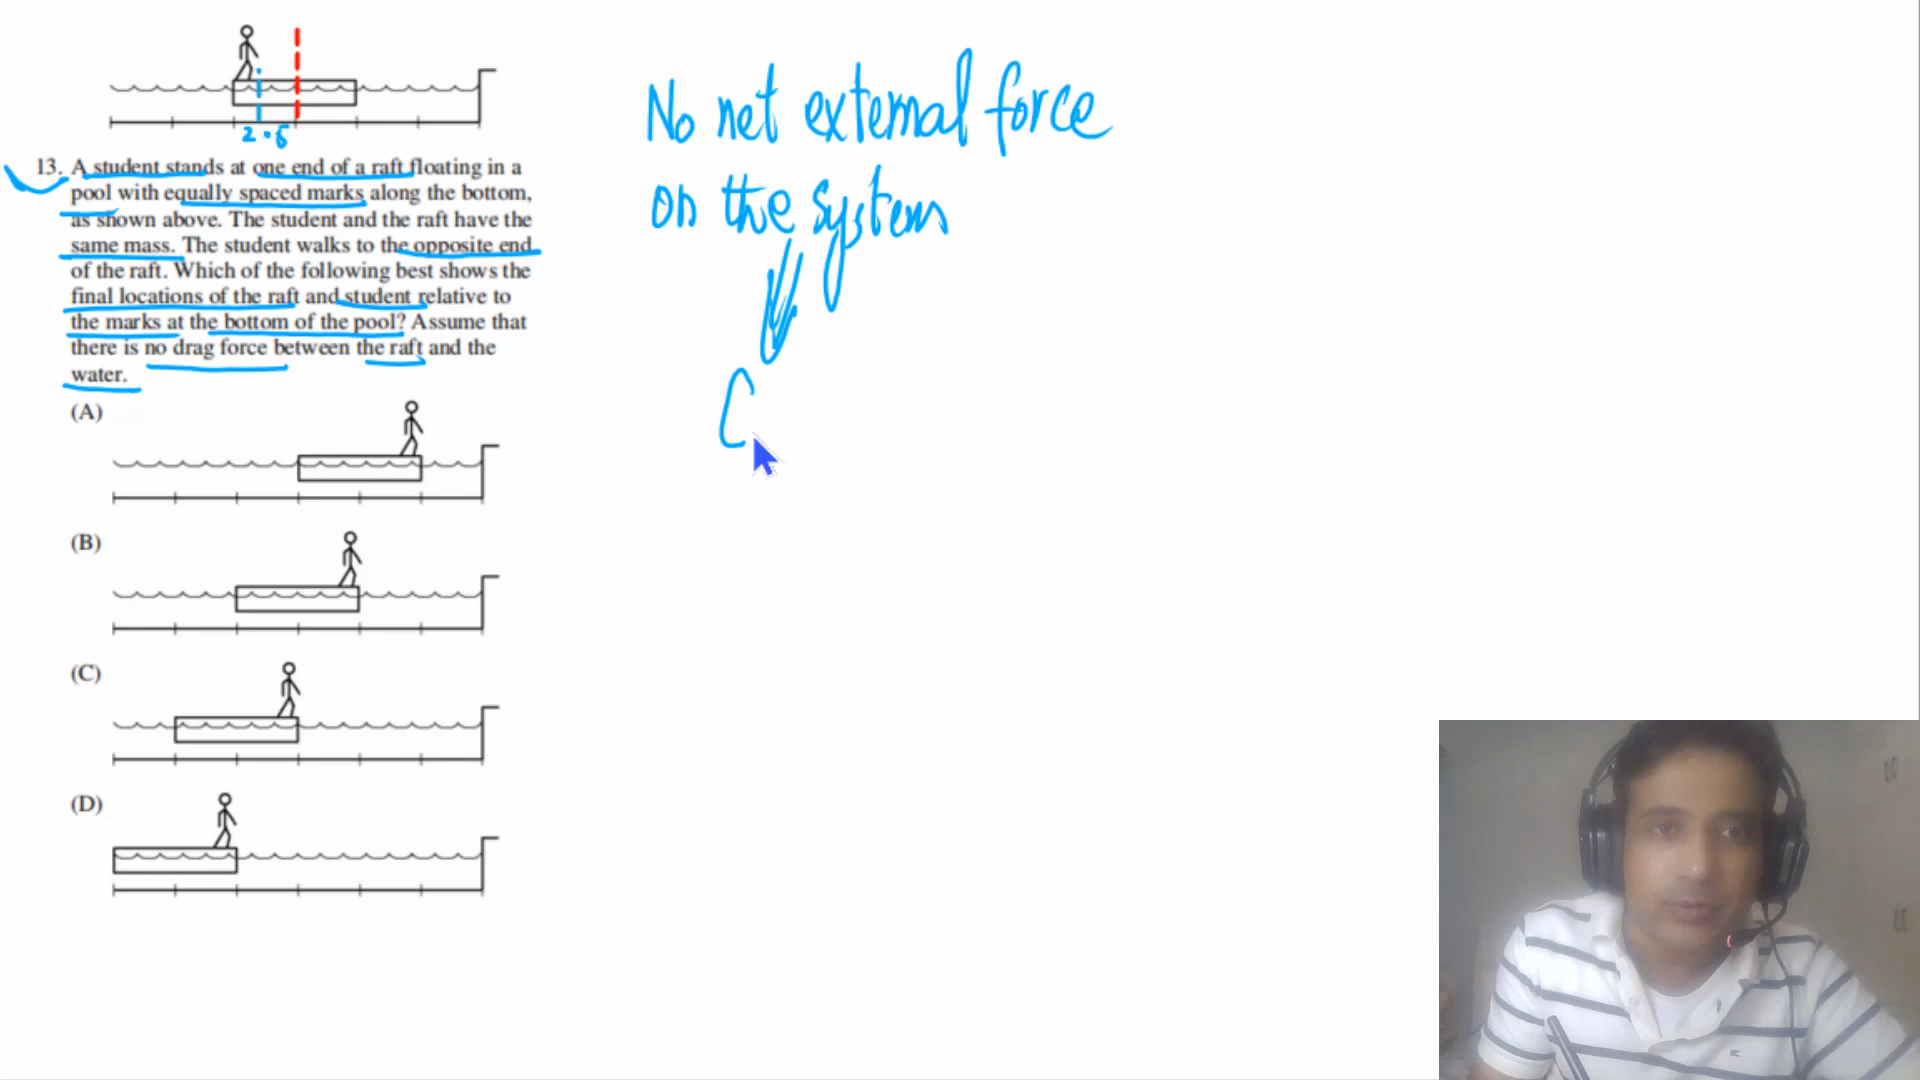 2.5
13. A student stands at one end of a raft floating in a
pool with equally spaced marks along the bottom,
as shown above. The student and the raft have the
same mass. The student walks to the opposite end
of the raft. Which of the following best shows the
final locations of the raft and student relative to
the marks at the bottom of the pool? Assume that
there is no drag force between the raft and the
water.
(A)
(B)
(C)
(D)
No net external force
on the system
C